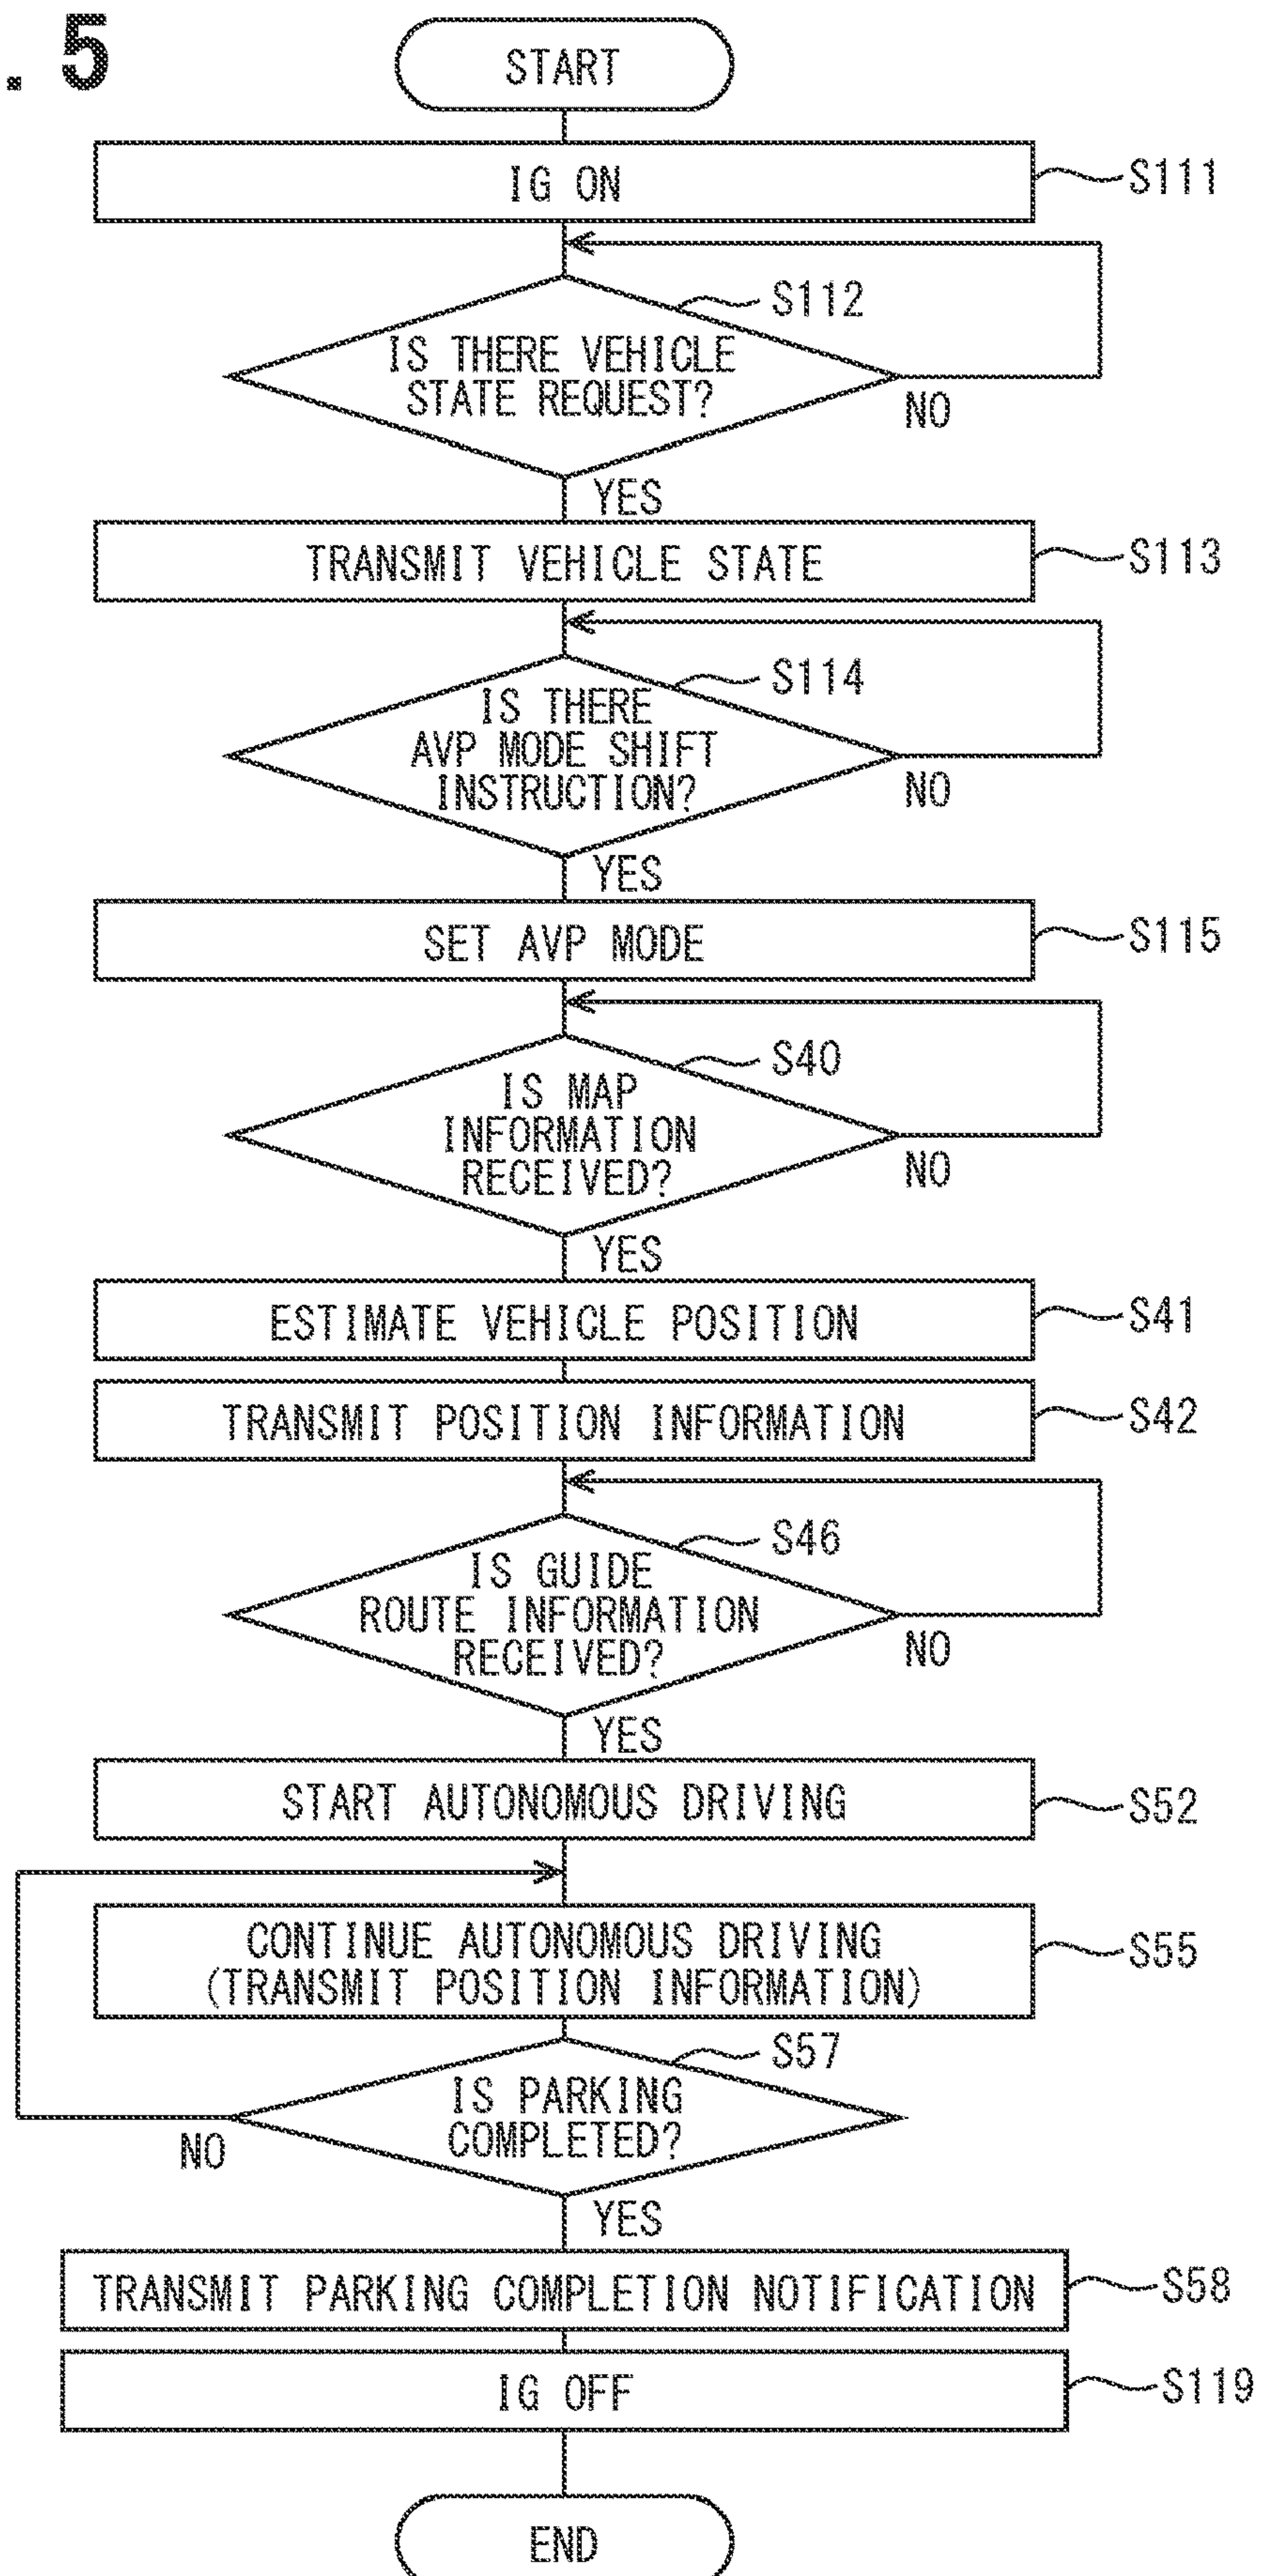 . 5
START
IG ON
S111
S112
IS THERE VEHICLE
STATE REQUEST?
NO
YES
TRANSMIT VEHICLE STATE
S113
S114
IS THERE
AVP MODE SHIFT
INSTRUCTION?
NO
YES
SET AVP MODE
S115
S40
IS MAP
INFORMATION
RECEIVED?
NO
YES
ESTIMATE VEHICLE POSITION
S41
TRANSMIT POSITION INFORMATION
S42
S46
IS GUIDE
ROUTE INFORMATION
RECEIVED?
NO
YES
START AUTONOMOUS DRIVING
S52
CONTINUE AUTONOMOUS DRIVING
(TRANSMIT POSITION INFORMATION)
S55
S57
IS PARKING
COMPLETED?
NO
YES
TRANSMIT PARKING COMPLETION NOTIFICATION
S58
IG OFF
S119
END